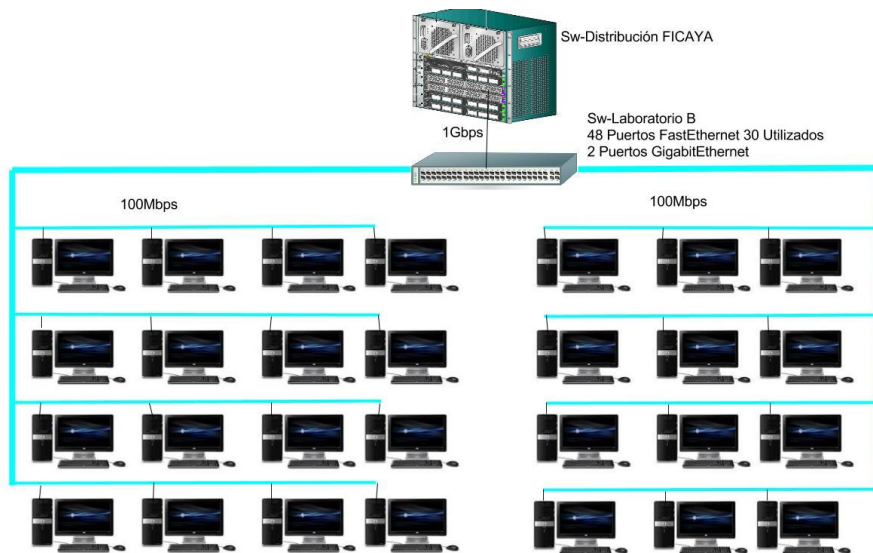 Sw-Distribución FICAYA
Sw-Laboratorio B
48 Puertos FastEthernet 30 Utilizados
2 Puertos GigabitEthernet
1Gbps
100Mbps
100Mbps